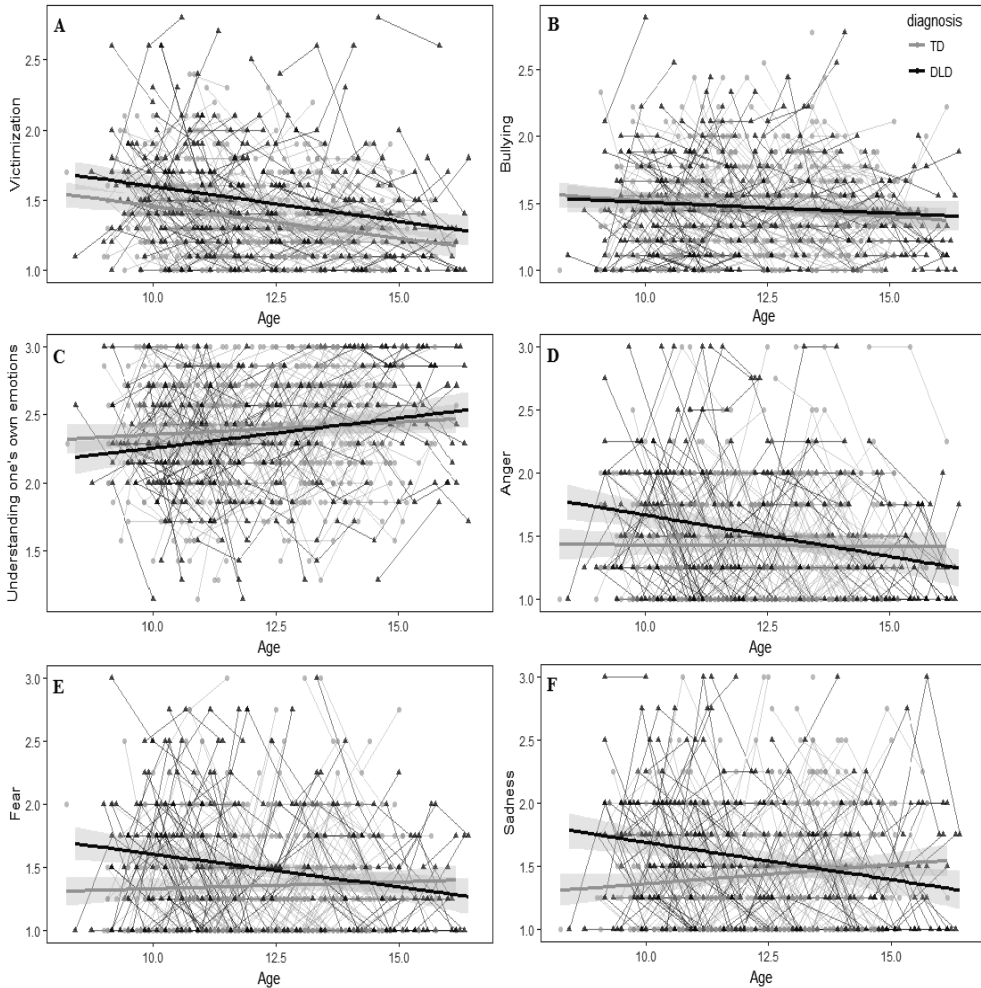 A
Victimization
2.5
2.0
1.5
1.0
10.0 12.5 15.0
Age
B
diagnosis
TD
DLD
Bullying
2.5
2.0
1.5
1.0
10.0 12.5 15.0
Age
C
Understanding one's own emotions
3.0
2.5
2.0
1.5
10.0 12.5 15.0
Age
D
Anger
3.0
2.5
2.0
1.5
1.0
10.0 12.5 15.0
Age
E
Fear
3.0
2.5
2.0
1.5
1.0
10.0 12.5 15.0
Age
F
Sadness
3.0
2.5
2.0
1.5
1.0
10.0 12.5 15.0
Age